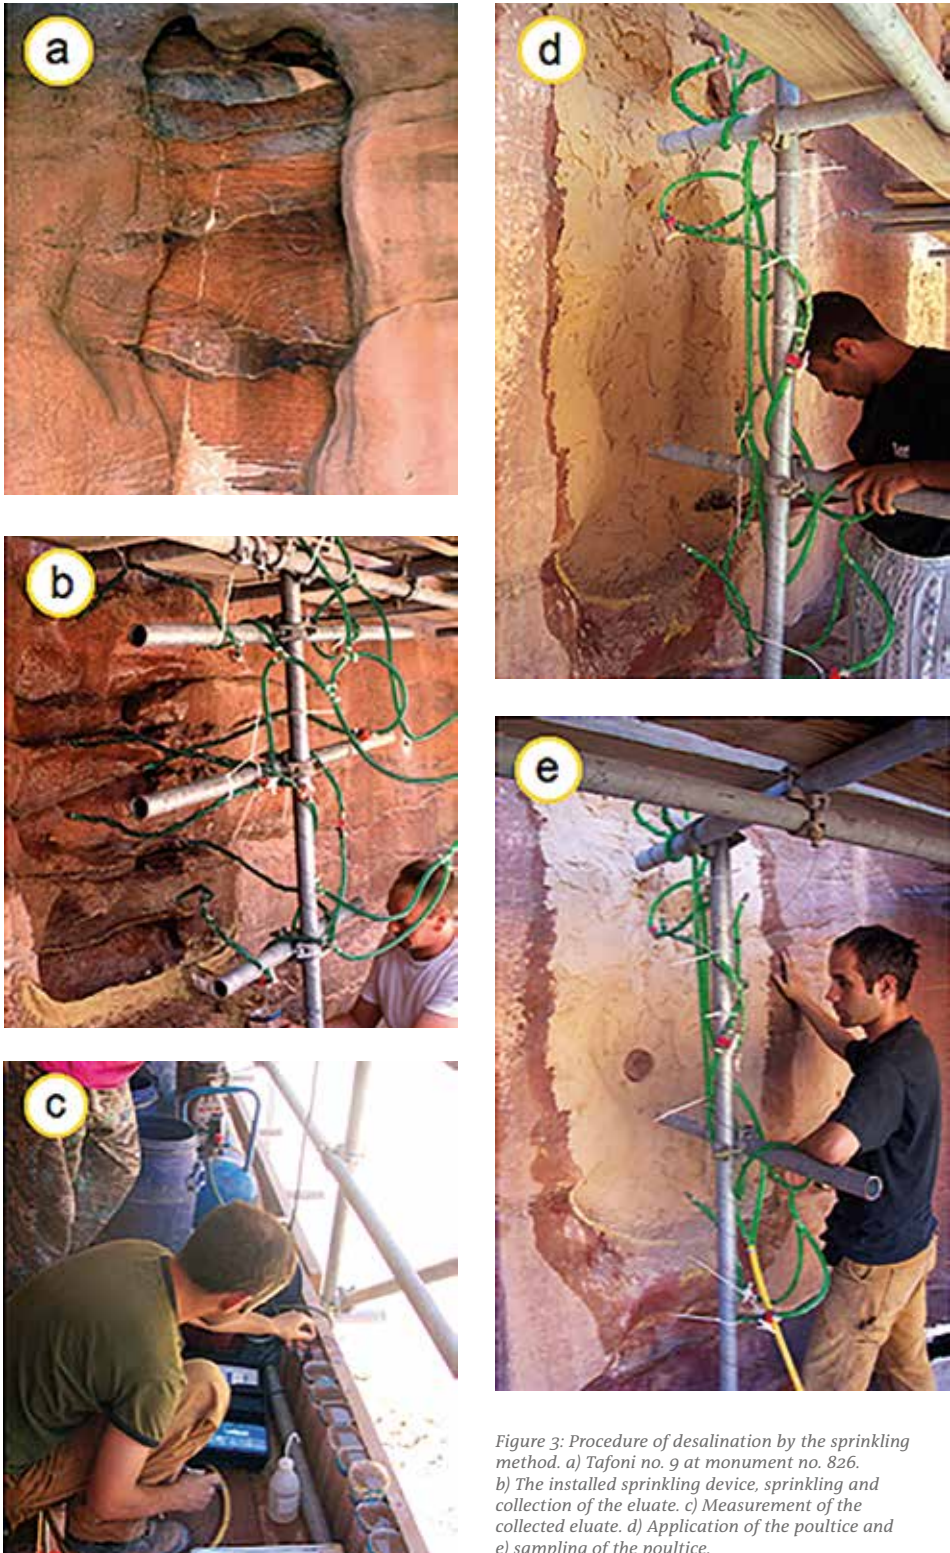 a
d
b
e
c
Figure 3: Procedure of desalination by the sprinkling
method. a) Tafoni no. 9 at monument no. 826.
b) The installed sprinkling device, sprinkling and
collection of the eluate. c) Measurement of the
collected eluate. d) Application of the poultice and
e) sampling of the poultice.